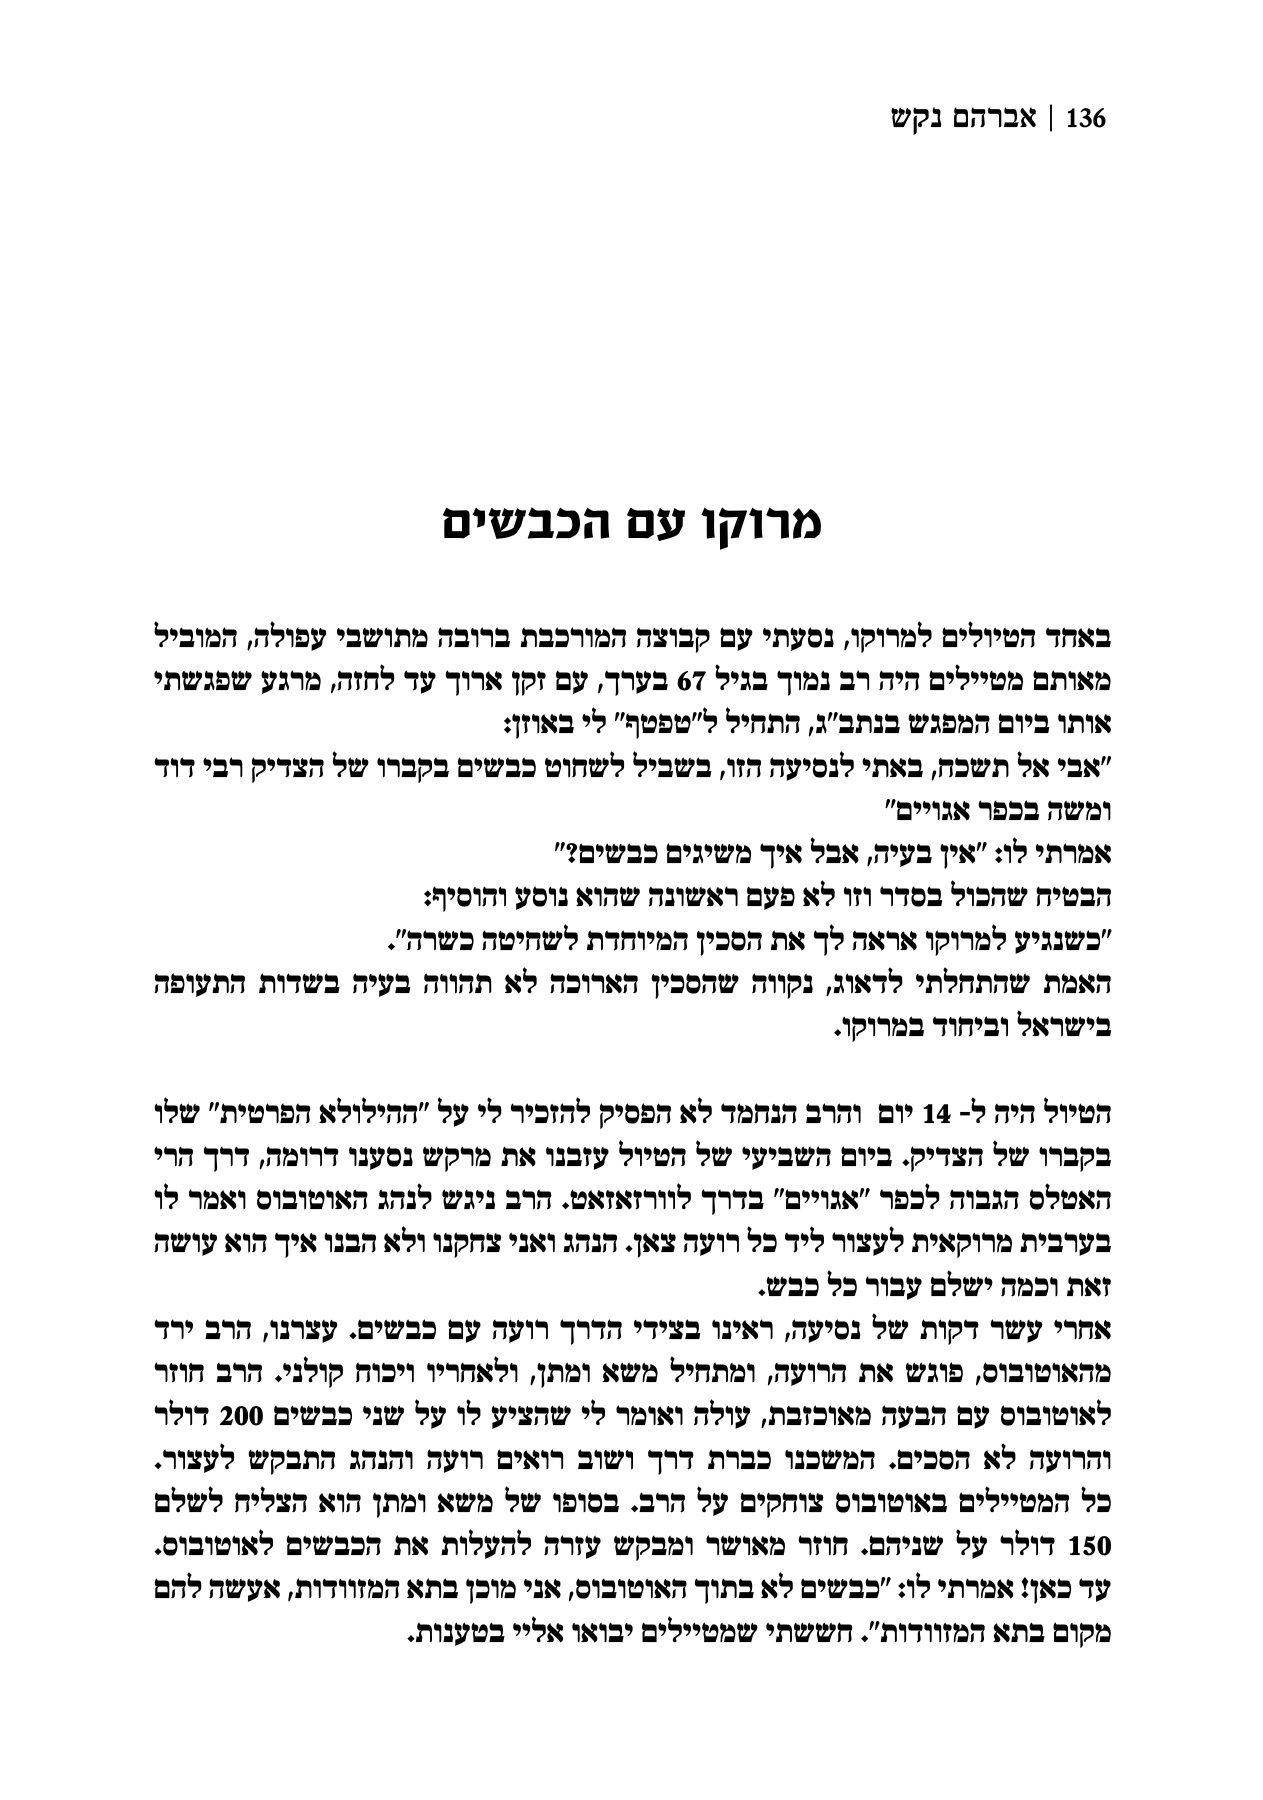 136 | אברהם נקש
מרוקו עם הכבשים
באחד הטיולים למרוקו, נסעתי עם קבוצה המורכבת ברובה מתושבי עפולה, המוביל
מאותם מטיילים היה רב נמוך בגיל 67 בערך, עם זקן ארוך עד לחזה, מרגע שפגשתי
אותו ביום המפגש בנתב"ג, התחיל ל"טפטף" לי באוזן:
"אבי אל תשכח, באתי לנסיעה הזו, בשביל לשחוט כבשים בקברו של הצדיק רבי דוד
ומשה בכפר אגויים"
אמרתי לו: "אין בעיה, אבל איך משיגים כבשים?"
הבטיח שהכול בסדר וזו לא פעם ראשונה שהוא נוסע והוסיף:
"כשנגיע למרוקו אראה לך את הסכין המיוחדת לשחיטה כשרה".
האמת שהתחלתי לדאוג, נקווה שהסכין הארוכה לא תהווה בעיה בשדות התעופה
בישראל וביחוד במרוקו.
הטיול היה ל- 14 יום  והרב הנחמד לא הפסיק להזכיר לי על "ההילולא הפרטית" שלו
בקברו של הצדיק. ביום השביעי של הטיול עזבנו את מרקש נסענו דרומה, דרך הרי
האטלס הגבוה לכפר "אגויים" בדרך לוורזאזאט. הרב ניגש לנהג האוטובוס ואמר לו
בערבית מרוקאית לעצור ליד כל רועה צאן. הנהג ואני צחקנו ולא הבנו איך הוא עושה
זאת וכמה ישלם עבור כל כבש.
אחרי עשר דקות של נסיעה, ראינו בצידי הדרך רועה עם כבשים. עצרנו, הרב ירד
מהאוטובוס, פוגש את הרועה, ומתחיל משא ומתן, ולאחריו ויכוח קולני. הרב חוזר
לאוטובוס עם הבעה מאוכזבת, עולה ואומר לי שהציע לו על שני כבשים 200 דולר
והרועה לא הסכים. המשכנו כברת דרך ושוב רואים רועה והנהג התבקש לעצור.
כל המטיילים באוטובוס צוחקים על הרב. בסופו של משא ומתן הוא הצליח לשלם
150 דולר על שניהם. חוזר מאושר ומבקש עזרה להעלות את הכבשים לאוטובוס.
עד כאן! אמרתי לו: "כבשים לא בתוך האוטובוס, אני מוכן בתא המזוודות, אעשה להם
מקום בתא המזוודות". חששתי שמטיילים יבואו אליי בטענות.